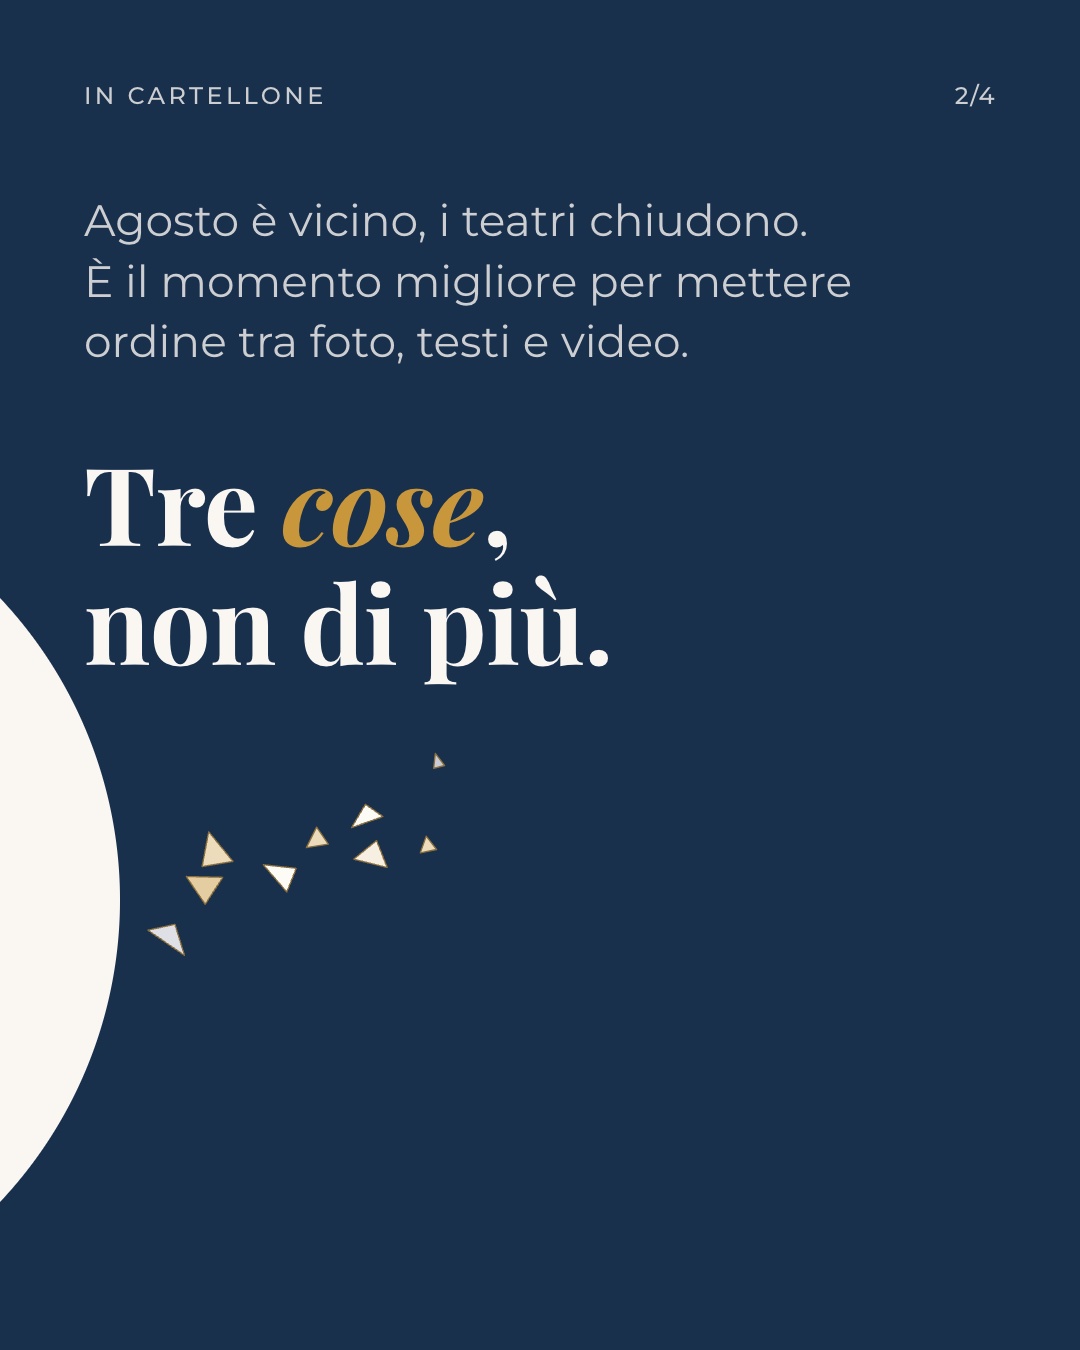 IN CARTELLONE
2/4
Agosto è vicino, i teatri chiudono.
È il momento migliore per mettere
ordine tra foto, testi e video.
Tre cose,
non di più.